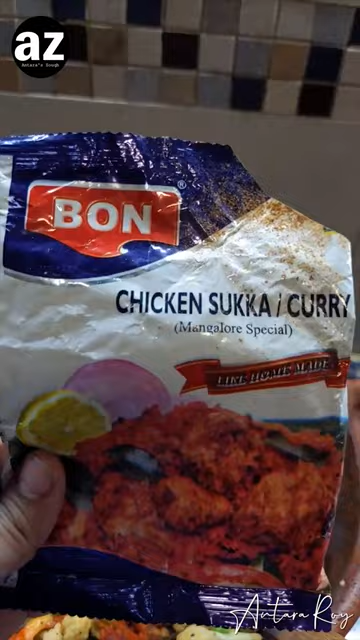 az
Antara's Dough
BON®
CHICKEN SUKKA / CURRY
(Mangalore Special)
LIKE HOME MADE
Antara Roy